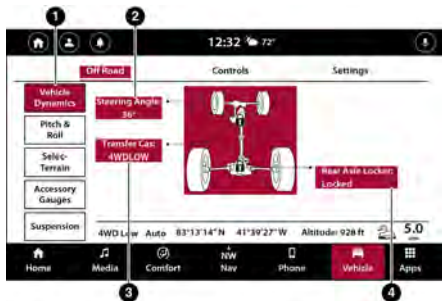 1 2
12:32 72°
Off Road Controls Settings
Vehicle Dynamics
Steering Angle: 36°
Pitch & Roll
Transfer Cas: 4WDLOW
Selec-Terrain
Rear Axle Locker: Locked
Accessory Gauges
Suspension
4WD Low Auto 83°13'14"N 41°39'27"W Altitude: 928 ft 5.0
Home Media Comfort NW Nav Phone Vehicle Apps
3 4